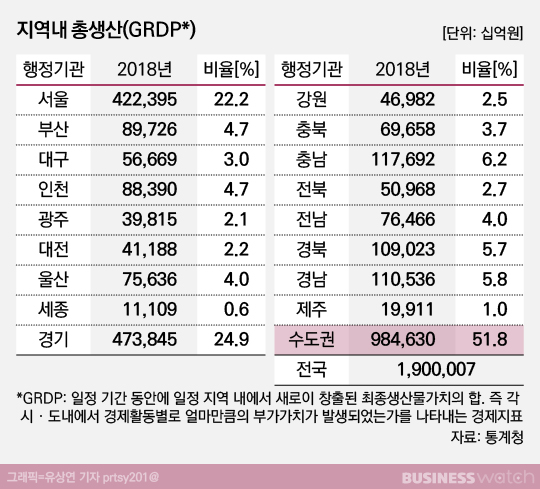 지역내 총생산(GRDP*)
[단위: 십억원]
행정기관 2018년 비율[%]
서울 422,395 22.2
부산 89,726 4.7
대구 56,669 3.0
인천 88,390 4.7
광주 39,815 2.1
대전 41,188 2.2
울산 75,636 4.0
세종 11,109 0.6
경기 473,845 24.9
행정기관 2018년 비율[%]
강원 46,982 2.5
충북 69,658 3.7
충남 117,692 6.2
전북 50,968 2.7
전남 76,466 4.0
경북 109,023 5.7
경남 110,536 5.8
제주 19,911 1.0
수도권 984,630 51.8
전국 1,900,007
*GRDP: 일정 기간 동안에 일정 지역 내에서 새로이 창출된 최종생산물가치의 합. 즉 각
시 · 도내에서 경제활동별로 얼마만큼의 부가가치가 발생되었는가를 나타내는 경제지표
자료: 통계청
그래픽=유상연 기자 prtsy201@
BUSINESSwatch